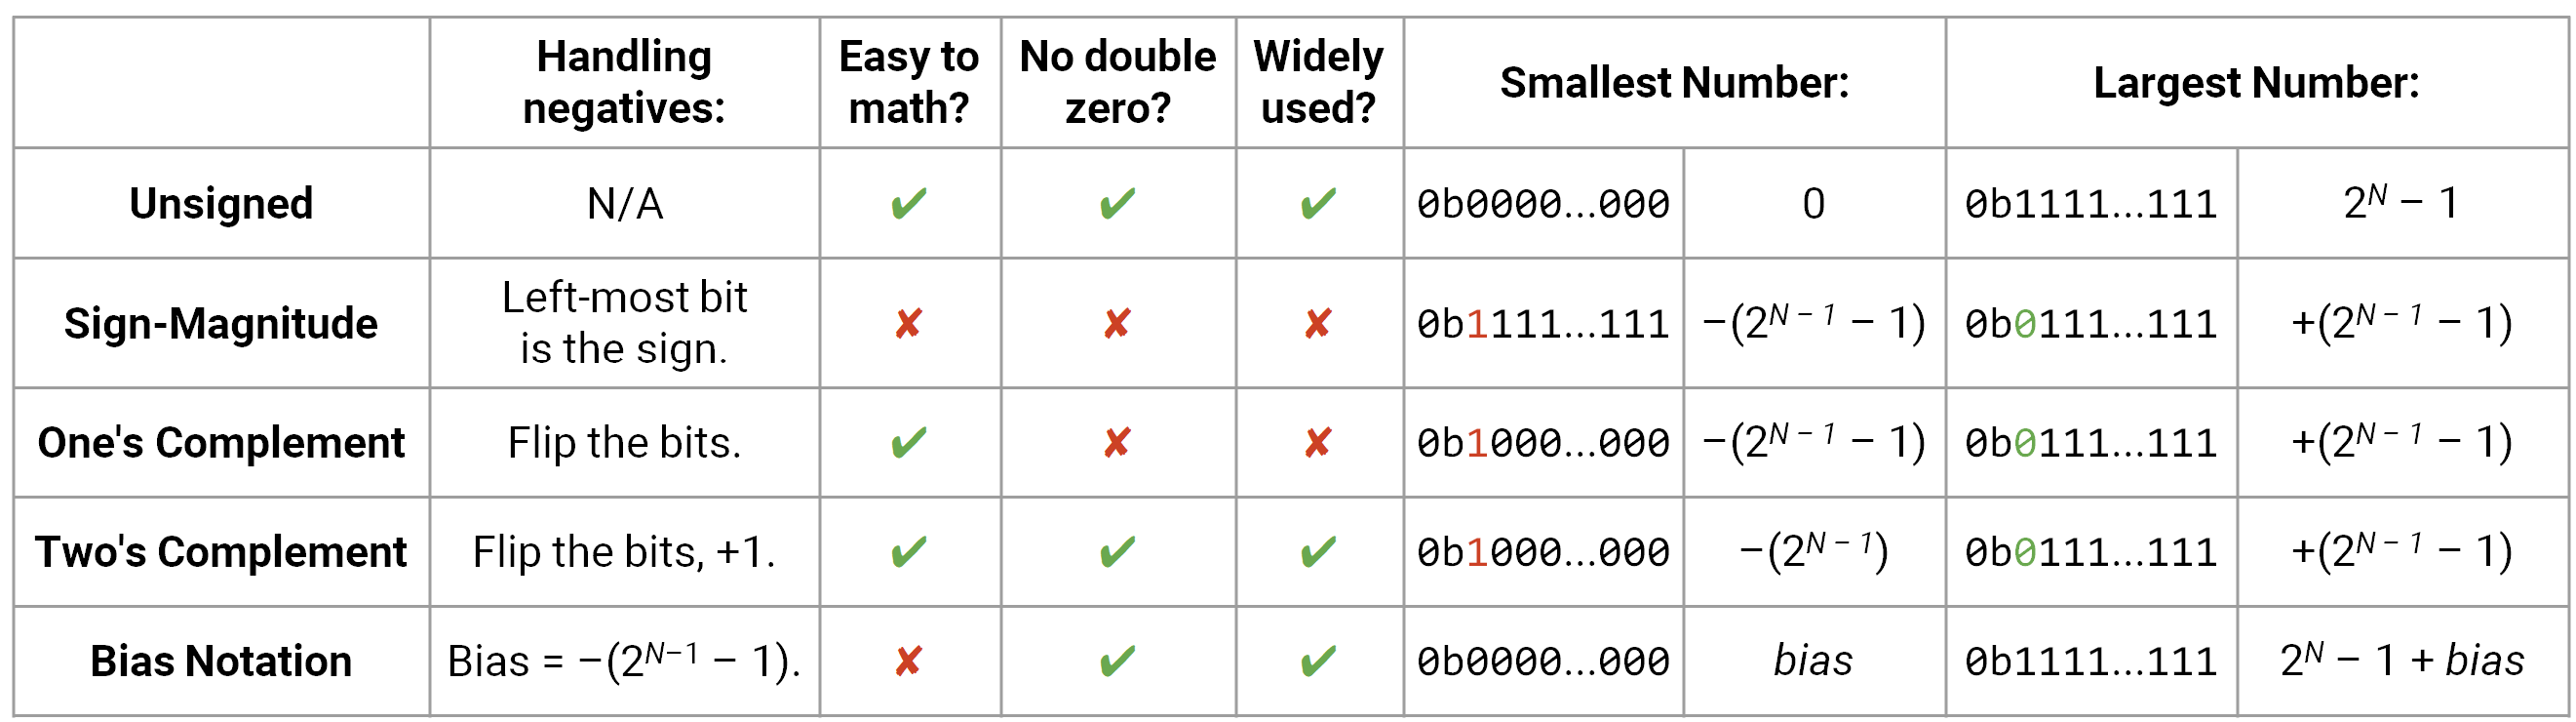 Handling negatives: Easy to math? No double zero? Widely used? Smallest Number: Largest Number:
Unsigned N/A ✔ ✔ ✔ 0b0000...000 0 0b1111...111 2^N – 1
Sign-Magnitude Left-most bit is the sign. ✘ ✘ ✘ 0b1111...111 –(2^N – 1 – 1) 0b0111...111 +(2^N – 1 – 1)
One's Complement Flip the bits. ✔ ✘ ✘ 0b1000...000 –(2^N – 1 – 1) 0b0111...111 +(2^N – 1 – 1)
Two's Complement Flip the bits, +1. ✔ ✔ ✔ 0b1000...000 –(2^N – 1) 0b0111...111 +(2^N – 1 – 1)
Bias Notation Bias = –(2^N–1 – 1). ✘ ✔ ✔ 0b0000...000 bias 0b1111...111 2^N – 1 + bias